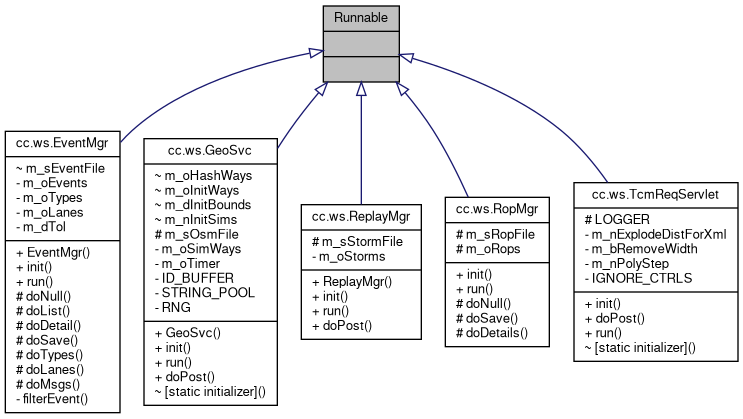 Runnable
cc.ws.EventMgr
~ m_sEventFile
- m_oEvents
- m_oTypes
- m_oLanes
- m_dTol
+ EventMgr()
+ init()
+ run()
# doNull()
# doList()
# doDetail()
# doSave()
# doTypes()
# doLanes()
# doMsgs()
- filterEvent()
cc.ws.GeoSvc
~ m_oHashWays
~ m_oInitWays
~ m_dInitBounds
~ m_nInitSims
# m_sOsmFile
- m_oSimWays
- m_oTimer
- ID_BUFFER
- STRING_POOL
- RNG
+ GeoSvc()
+ init()
+ run()
+ doPost()
~ [static initializer]()
cc.ws.ReplayMgr
# m_sStormFile
- m_oStorms
+ ReplayMgr()
+ init()
+ run()
+ doPost()
cc.ws.RopMgr
# m_sRopFile
# m_oRops
+ init()
+ run()
# doNull()
# doSave()
# doDetails()
cc.ws.TcmReqServlet
# LOGGER
- m_nExplodeDistForXml
- m_bRemoveWidth
- m_nPolyStep
- IGNORE_CTRLS
+ init()
+ doPost()
+ run()
~ [static initializer]()